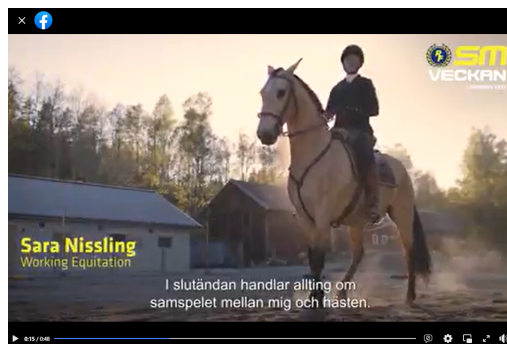 SM
VECKAN
Sara Nissling
Working Equitation
I slutändan handlar allting om
samspelet mellan mig och hästen.
0:15 / 0:48